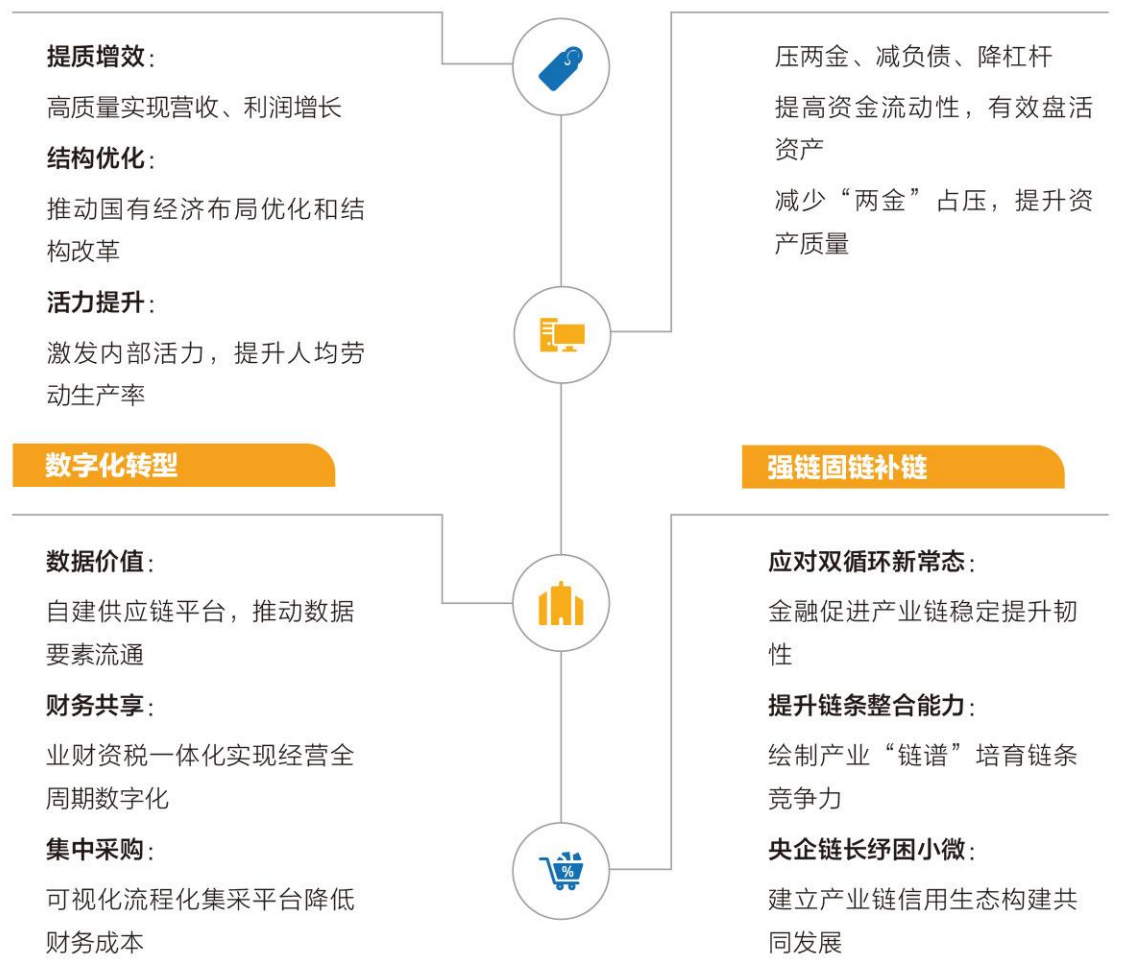 提质增效：
高质量实现营收、利润增长
结构优化：
推动国有经济布局优化和结
构改革
活力提升：
激发内部活力，提升人均劳
动生产率
压两金、减负债、降杠杆
提高资金流动性，有效盘活
资产
减少“两金”占压，提升资
产质量
数字化转型
数据价值：
自建供应链平台，推动数据
要素流通
财务共享：
业财资税一体化实现经营全
周期数字化
集中采购：
可视化流程化集采平台降低
财务成本
强链固链补链
应对双循环新常态：
金融促进产业链稳定提升韧
性
提升链条整合能力：
绘制产业“链谱”培育链条
竞争力
央企链长纾困小微：
建立产业链信用生态构建共
同发展
%